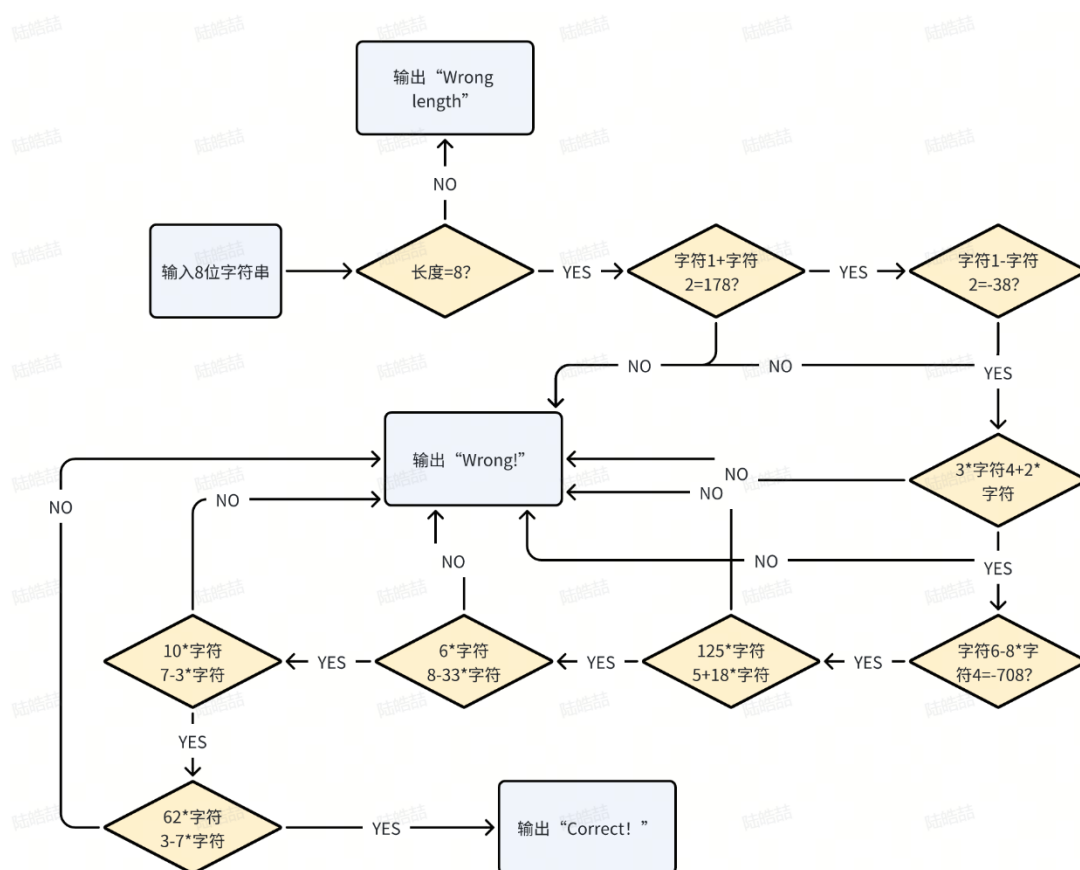 输出“Wrong
length”
NO
输入8位字符串
长度=8?
YES
字符1+字符
2=178?
YES
字符1-字符
2=-38?
NO
NO
YES
输出“Wrong!”
NO
NO
NO
NO
3*字符4+2*
字符
NO
NO
YES
10*字符
7-3*字符
YES
6*字符
8-33*字符
YES
125*字符
5+18*字符
YES
字符6-8*字
符4=-708?
YES
62*字符
3-7*字符
YES
输出“Correct！”
陆皓喆